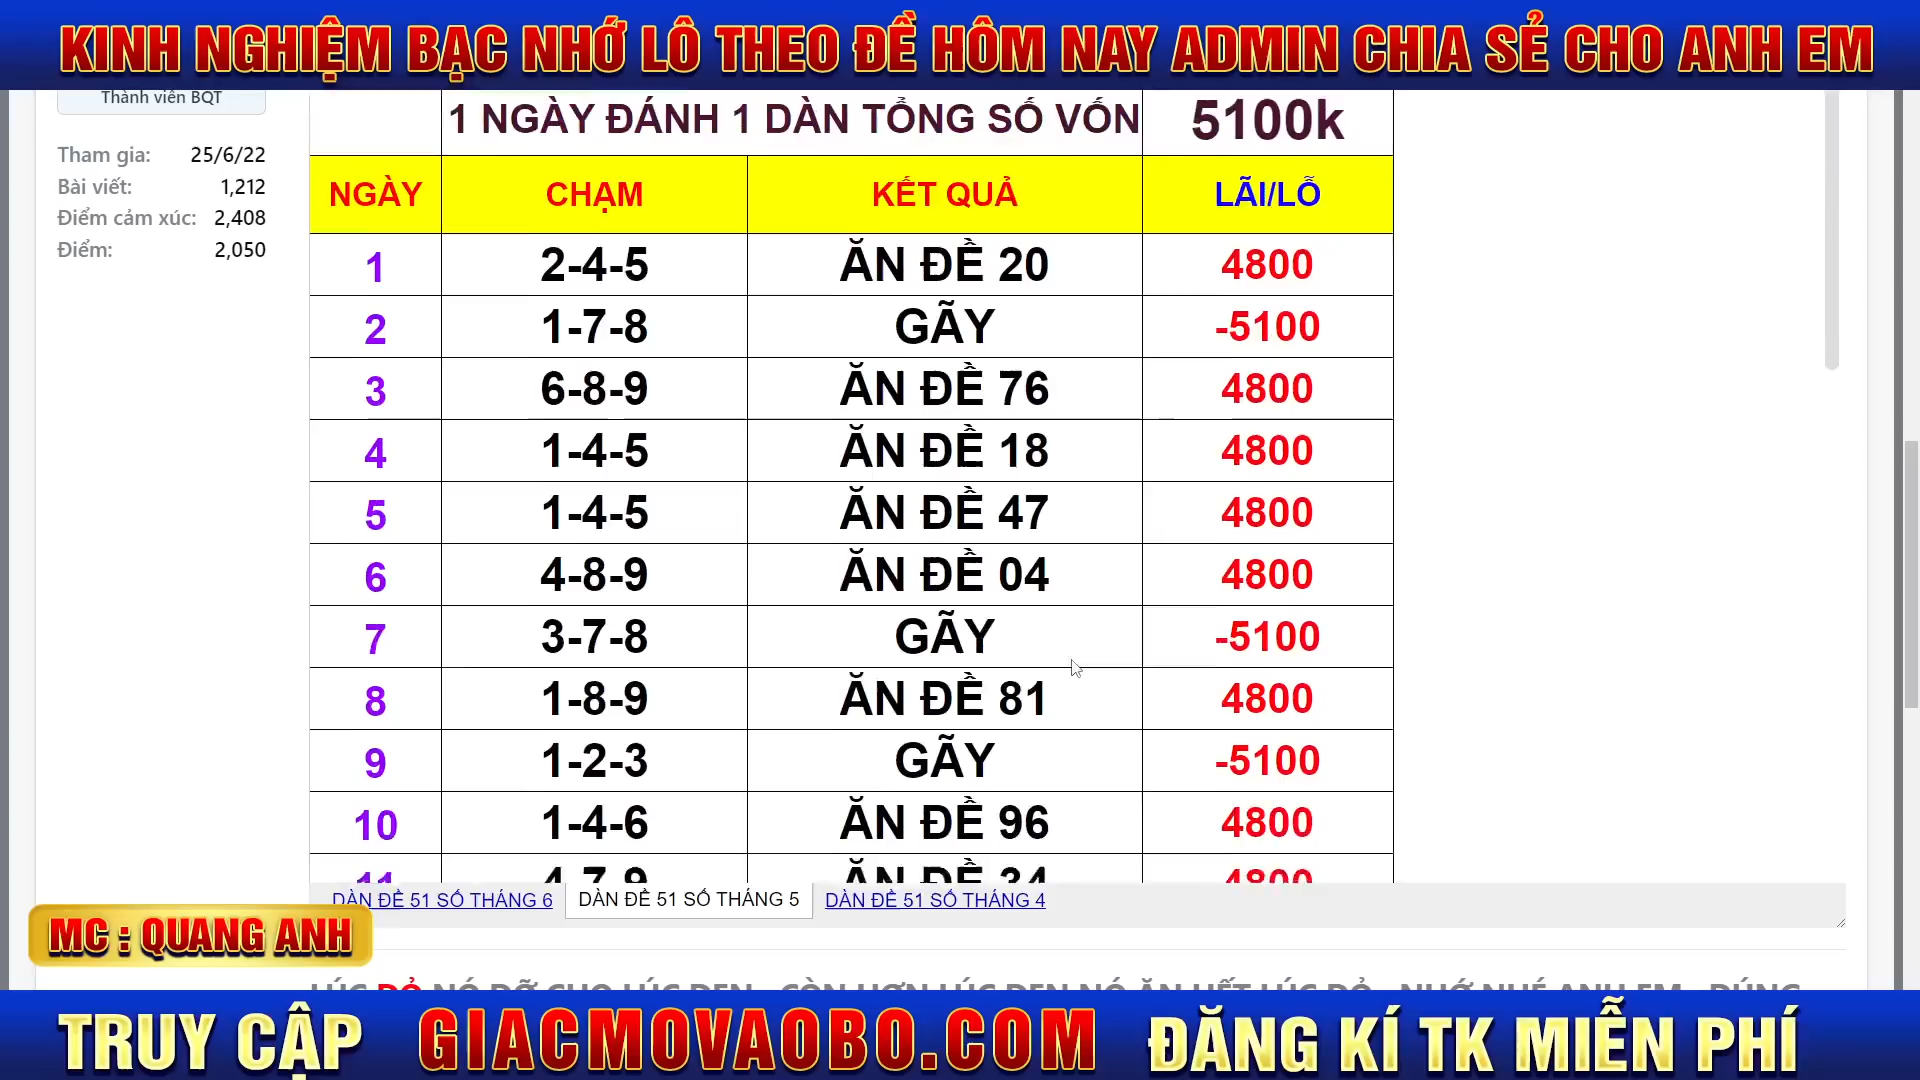 KINH NGHIỆM BẠC NHỚ LÔ THEO ĐỀ HÔM NAY ADMIN CHIA SẺ CHO ANH EM
Thành viên BQT
Tham gia: 25/6/22
Bài viết: 1,212
Điểm cảm xúc: 2,408
Điểm: 2,050
1 NGÀY ĐÁNH 1 DÀN TỔNG SỐ VỐN 5100k
NGÀY CHẠM KẾT QUẢ LÃI/LỖ
1 2-4-5 ĂN ĐỀ 20 4800
2 1-7-8 GÃY -5100
3 6-8-9 ĂN ĐỀ 76 4800
4 1-4-5 ĂN ĐỀ 18 4800
5 1-4-5 ĂN ĐỀ 47 4800
6 4-8-9 ĂN ĐỀ 04 4800
7 3-7-8 GÃY -5100
8 1-8-9 ĂN ĐỀ 81 4800
9 1-2-3 GÃY -5100
10 1-4-6 ĂN ĐỀ 96 4800
11 4-7-9 ĂN ĐỀ 34 4800
DÀN ĐỀ 51 SỐ THÁNG 6 DÀN ĐỀ 51 SỐ THÁNG 5 DÀN ĐỀ 51 SỐ THÁNG 4
MC : QUANG ANH
TRUY CẬP GIACMOVAOBO.COM ĐĂNG KÍ TK MIỄN PHÍ